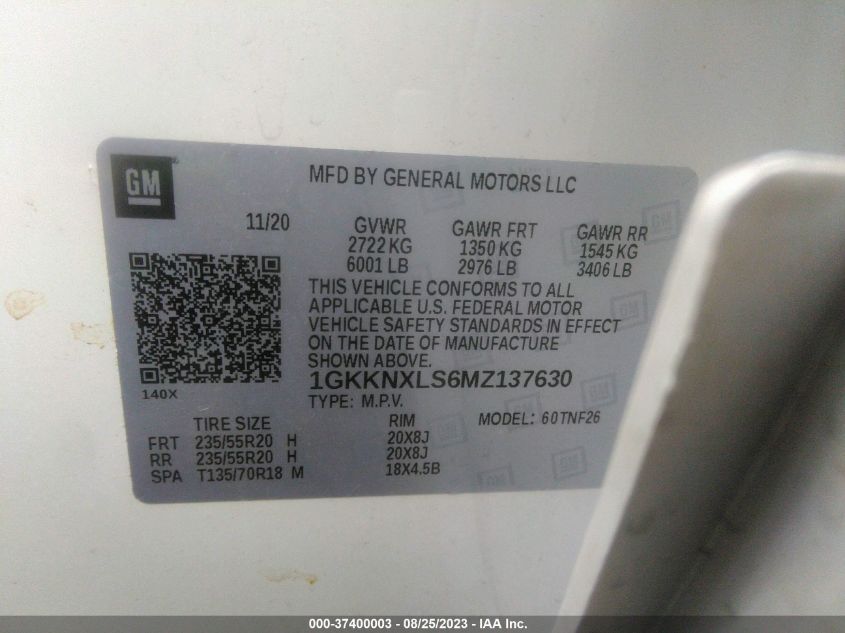 GM
MFD BY GENERAL MOTORS LLC
11/20
GVWR GAWR FRT GAWR RR
2722 KG 1350 KG 1545 KG
6001 LB 2976 LB 3406 LB
THIS VEHICLE CONFORMS TO ALL
APPLICABLE U.S. FEDERAL MOTOR
VEHICLE SAFETY STANDARDS IN EFFECT
ON THE DATE OF MANUFACTURE
SHOWN ABOVE.
1GKKNXLS6MZ137630
140X
TYPE: M.P.V. MODEL: 60TNF26
TIRE SIZE RIM
FRT 235/55R20 H 20X8J
RR 235/55R20 H 20X8J
SPA T135/70R18 M 18X4.5B
000-37400003 - 08/25/2023 - IAA Inc.